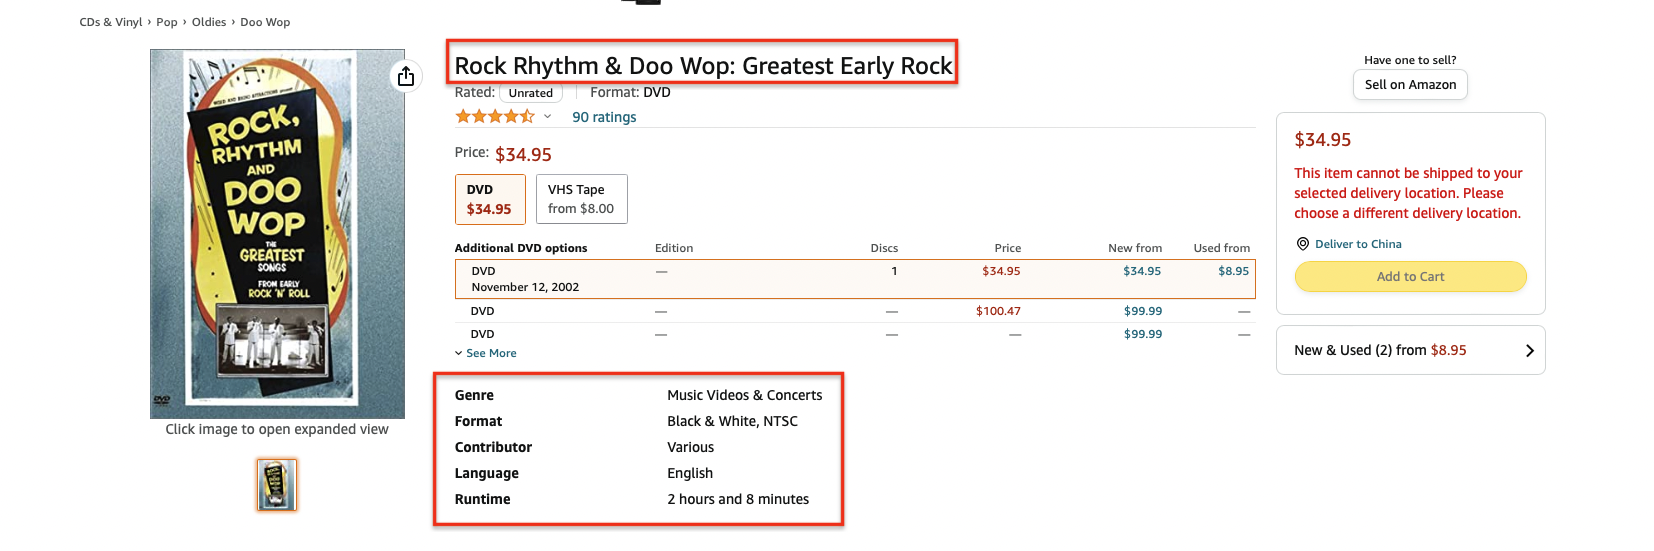 CDs & Vinyl › Pop › Oldies › Doo Wop
ROCK,
RHYTHM
AND
DOO
WOP
THE
GREATEST
SONGS
FROM EARLY
ROCK 'N' ROLL
DVD
Click image to open expanded view
Rock Rhythm & Doo Wop: Greatest Early Rock
Rated: Unrated | Format: DVD
90 ratings
Price: $34.95
DVD
$34.95
VHS Tape
from $8.00
Additional DVD options Edition Discs Price New from Used from
DVD — 1 $34.95 $34.95 $8.95
November 12, 2002
DVD — — $100.47 $99.99 —
DVD — — — $99.99 —
See More
Genre Music Videos & Concerts
Format Black & White, NTSC
Contributor Various
Language English
Runtime 2 hours and 8 minutes
Have one to sell?
Sell on Amazon
$34.95
This item cannot be shipped to your
selected delivery location. Please
choose a different delivery location.
Deliver to China
Add to Cart
New & Used (2) from $8.95